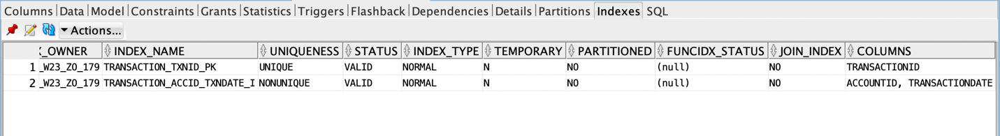 Columns Data Model Constraints Grants Statistics Triggers Flashback Dependencies Details Partitions Indexes SQL
Actions...
X_OWNER INDEX_NAME UNIQUENESS STATUS INDEX_TYPE TEMPORARY PARTITIONED FUNCIDX_STATUS JOIN_INDEX COLUMNS
1 _W23_ZO_179 TRANSACTION_TXNID_PK UNIQUE VALID NORMAL N NO (null) NO TRANSACTIONID
2 _W23_ZO_179 TRANSACTION_ACCID_TXNDATE_I NONUNIQUE VALID NORMAL N NO (null) NO ACCOUNTID, TRANSACTIONDATE